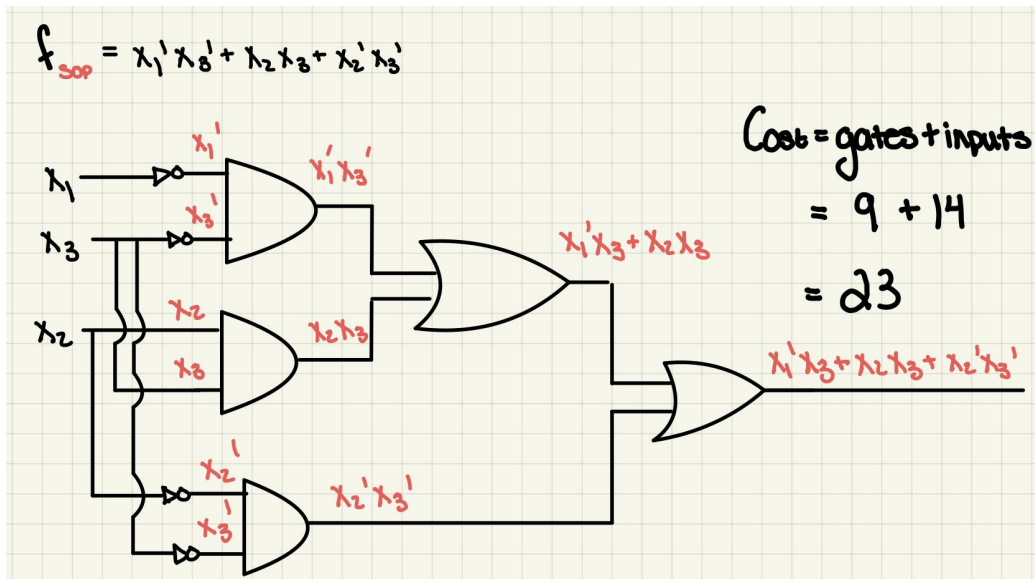 f_sop = x₁'x₃' + x₂x₃ + x₂'x₃'
Cost = gates + inputs
= 9 + 14
= 23
x₁
x₁'
x₁'x₃'
x₃
x₃'
x₁'x₃ + x₂x₃
x₂
x₂
x₂x₃
x₃
x₁'x₃ + x₂x₃ + x₂'x₃'
x₂'
x₂'x₃'
x₃'